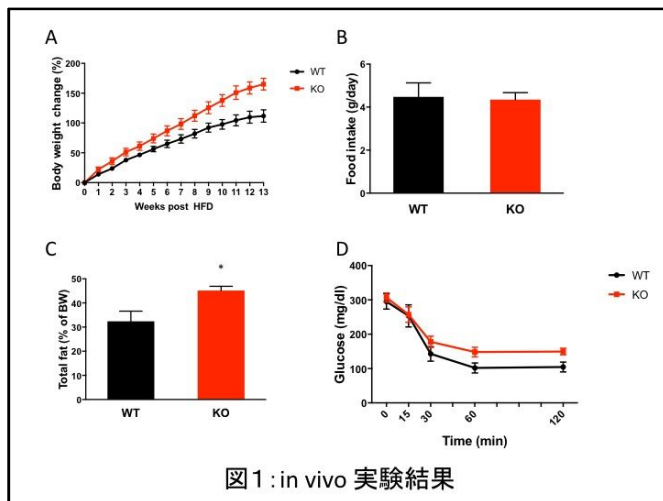 A
Body weight change (%)
200
150
100
50
0
0 1 2 3 4 5 6 7 8 9 10 11 12 13
Weeks post HFD
WT
KO
B
Food intake (g/day)
6
4
2
0
WT KO
C
Total fat (% of BW)
50
40
30
20
10
0
*
WT KO
D
Glucose (mg/dl)
400
300
200
100
0
0 15 30 60 120
Time (min)
WT
KO
図1:in vivo 実験結果